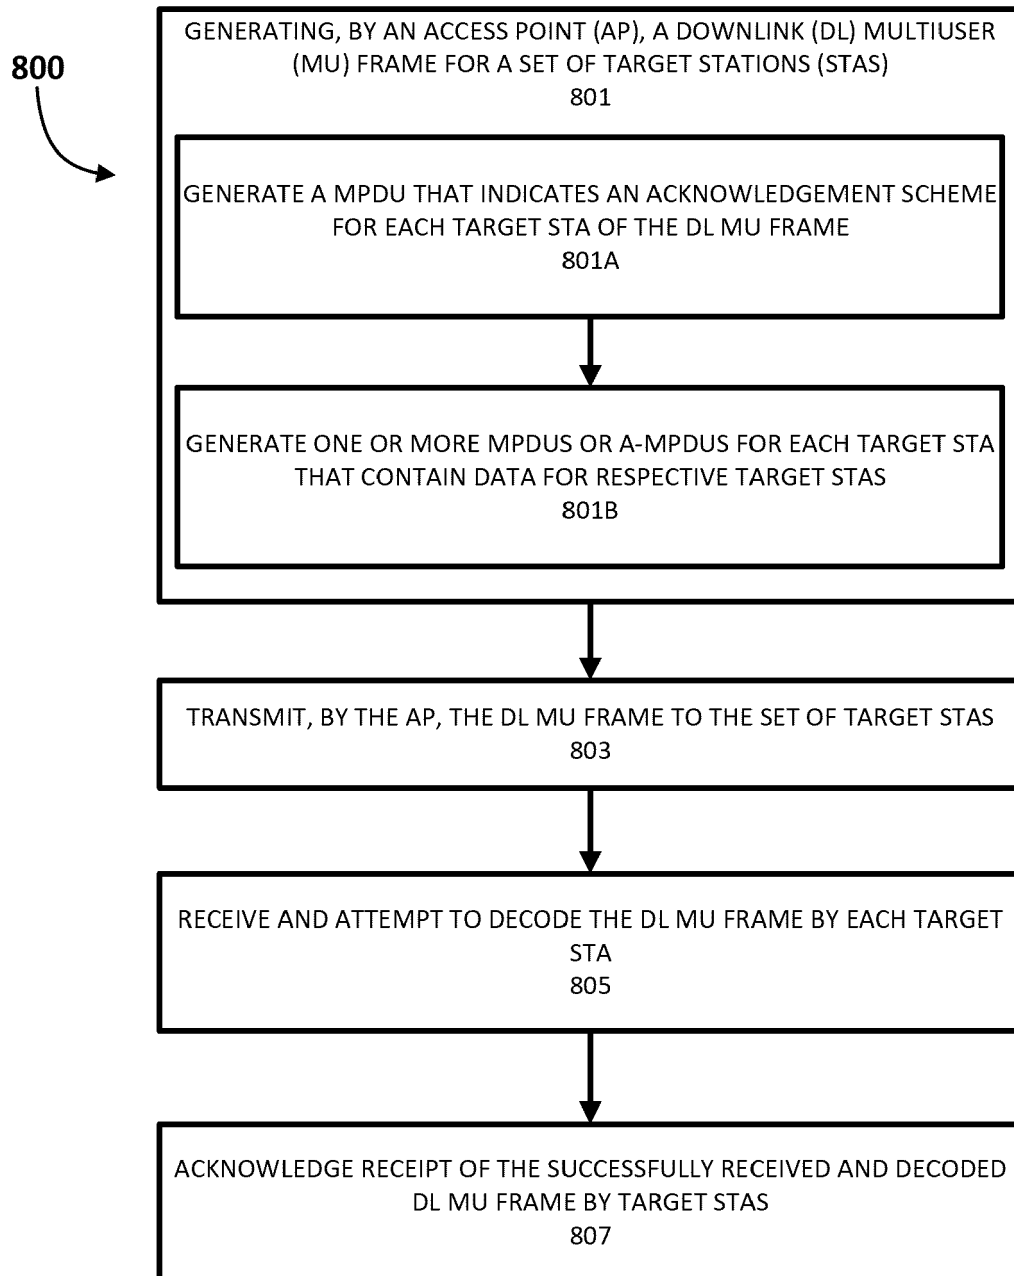 800
GENERATING, BY AN ACCESS POINT (AP), A DOWNLINK (DL) MULTIUSER
(MU) FRAME FOR A SET OF TARGET STATIONS (STAS)
801
GENERATE A MPDU THAT INDICATES AN ACKNOWLEDGEMENT SCHEME
FOR EACH TARGET STA OF THE DL MU FRAME
801A
GENERATE ONE OR MORE MPDUS OR A-MPDUS FOR EACH TARGET STA
THAT CONTAIN DATA FOR RESPECTIVE TARGET STAS
801B
TRANSMIT, BY THE AP, THE DL MU FRAME TO THE SET OF TARGET STAS
803
RECEIVE AND ATTEMPT TO DECODE THE DL MU FRAME BY EACH TARGET
STA
805
ACKNOWLEDGE RECEIPT OF THE SUCCESSFULLY RECEIVED AND DECODED
DL MU FRAME BY TARGET STAS
807